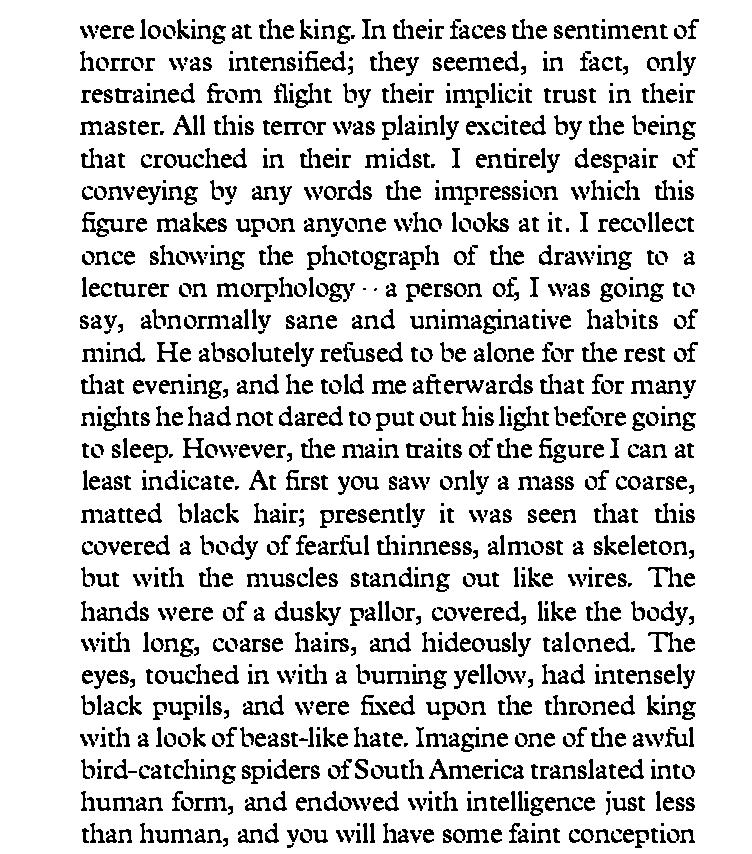 were looking at the king. In their faces the sentiment of
horror was intensified; they seemed, in fact, only
restrained from flight by their implicit trust in their
master. All this terror was plainly excited by the being
that crouched in their midst. I entirely despair of
conveying by any words the impression which this
figure makes upon anyone who looks at it. I recollect
once showing the photograph of the drawing to a
lecturer on morphology -- a person of, I was going to
say, abnormally sane and unimaginative habits of
mind. He absolutely refused to be alone for the rest of
that evening, and he told me afterwards that for many
nights he had not dared to put out his light before going
to sleep. However, the main traits of the figure I can at
least indicate. At first you saw only a mass of coarse,
matted black hair; presently it was seen that this
covered a body of fearful thinness, almost a skeleton,
but with the muscles standing out like wires. The
hands were of a dusky pallor, covered, like the body,
with long, coarse hairs, and hideously taloned. The
eyes, touched in with a burning yellow, had intensely
black pupils, and were fixed upon the throned king
with a look of beast-like hate. Imagine one of the awful
bird-catching spiders of South America translated into
human form, and endowed with intelligence just less
than human, and you will have some faint conception